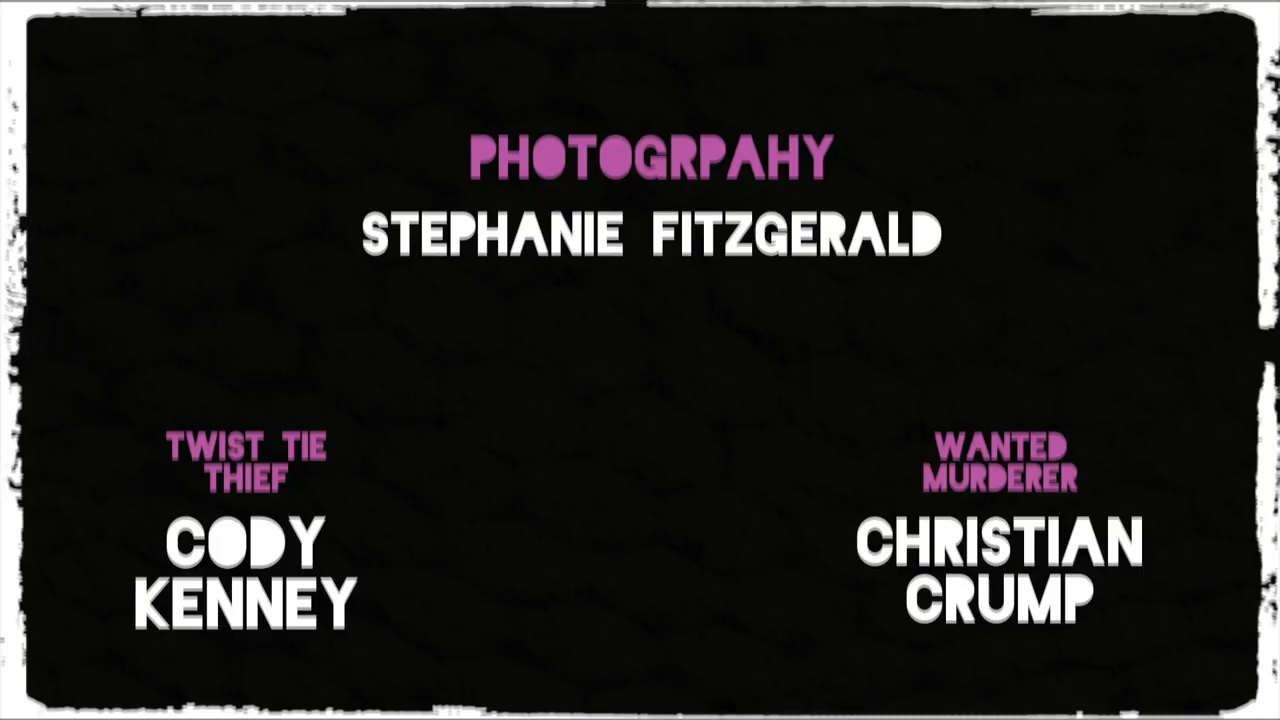 PHOTOGRPAHY
STEPHANIE FITZGERALD
TWIST TIE
THIEF
CODY
KENNEY
WANTED
MURDERER
CHRISTIAN
CRUMP